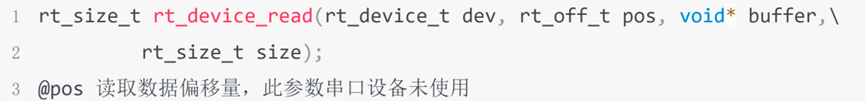 1 rt_size_t rt_device_read(rt_device_t dev, rt_off_t pos, void* buffer,\
2 rt_size_t size);
3 @pos 读取数据偏移量，此参数串口设备未使用